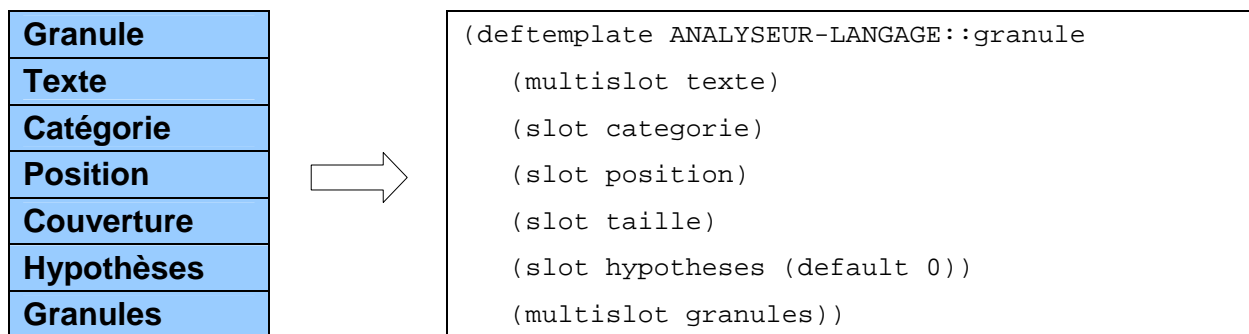 Granule
Texte
Catégorie
Position
Couverture
Hypothèses
Granules
(deftemplate ANALYSEUR-LANGAGE::granule
(multislot texte)
(slot categorie)
(slot position)
(slot taille)
(slot hypotheses (default 0))
(multislot granules))